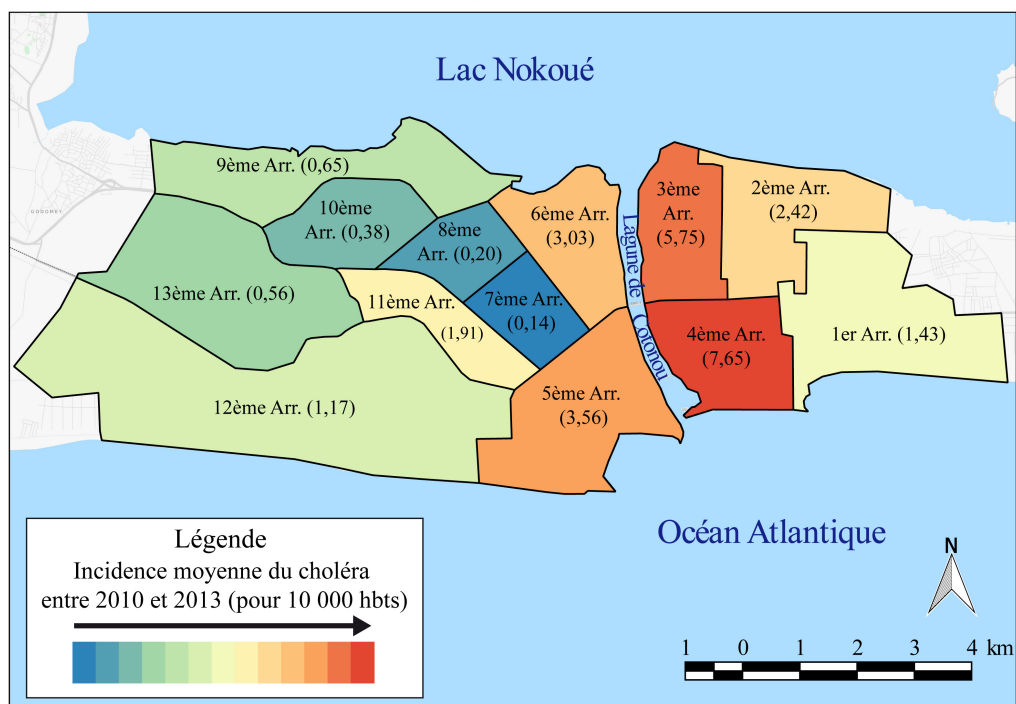 Lac Nokoué
9ème Arr. (0,65)
10ème
Arr. (0,38)
8ème
Arr. (0,20)
6ème Arr.
(3,03)
3ème
Arr.
(5,75)
2ème Arr.
(2,42)
GODOMEY
13ème Arr. (0,56)
11ème Arr.
(1,91)
7ème Arr.
(0,14)
Lagune de Cotonou
4ème Arr.
(7,65)
1er Arr. (1,43)
12ème Arr. (1,17)
5ème Arr.
(3,56)
Océan Atlantique
Légende
Incidence moyenne du choléra
entre 2010 et 2013 (pour 10 000 hbts)
N
1 0 1 2 3 4 km